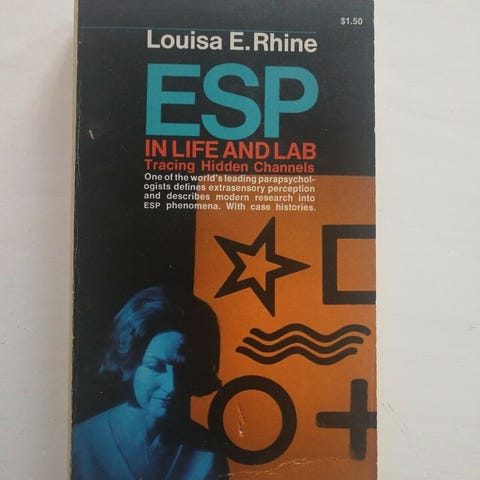 $1.50
Louisa E. Rhine
ESP
IN LIFE AND LAB
Tracing Hidden Channels
One of the world's leading parapsychol-
ogists defines extrasensory perception
and describes modern research into
ESP phenomena. With case histories.